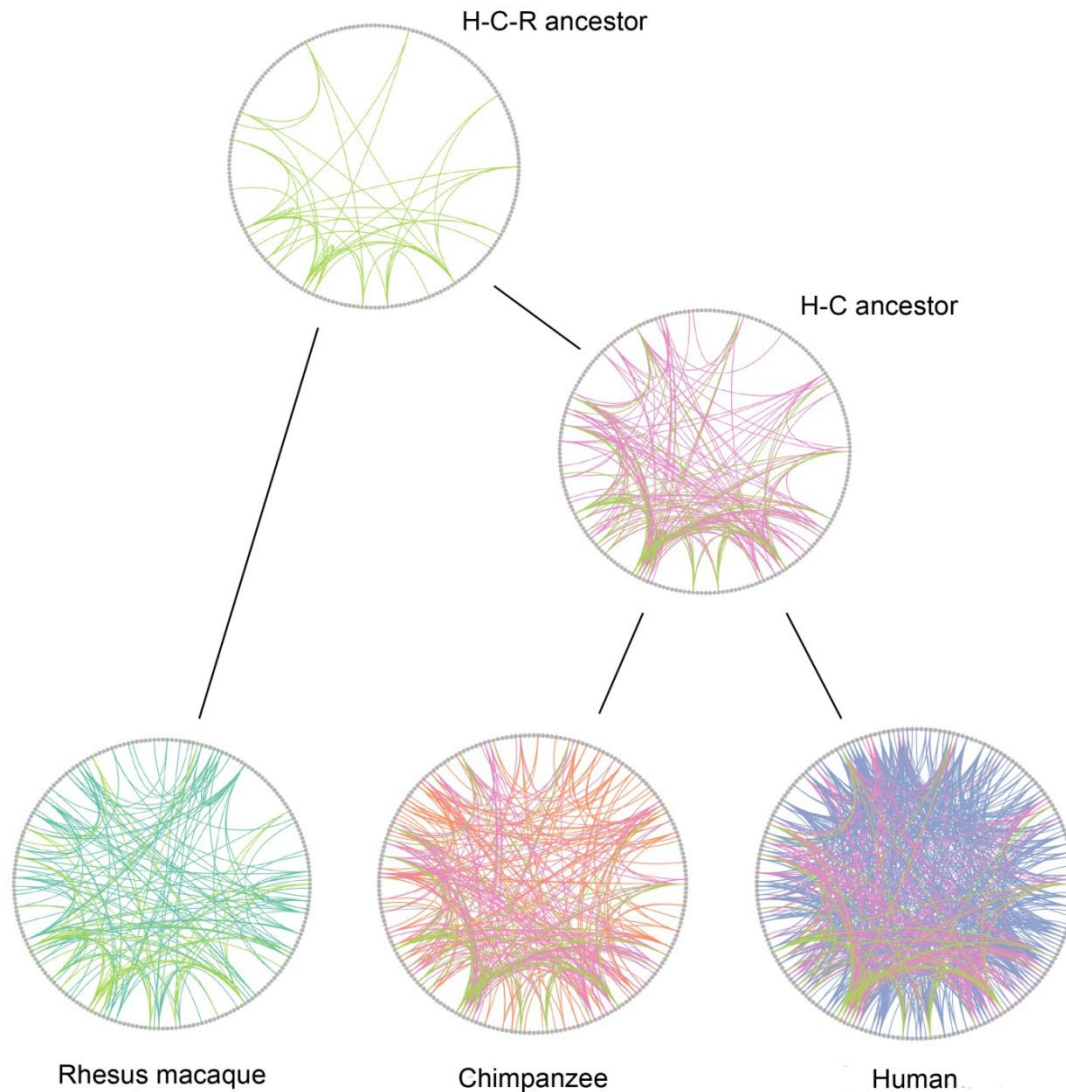 H-C-R ancestor
H-C ancestor
Rhesus macaque
Chimpanzee
Human